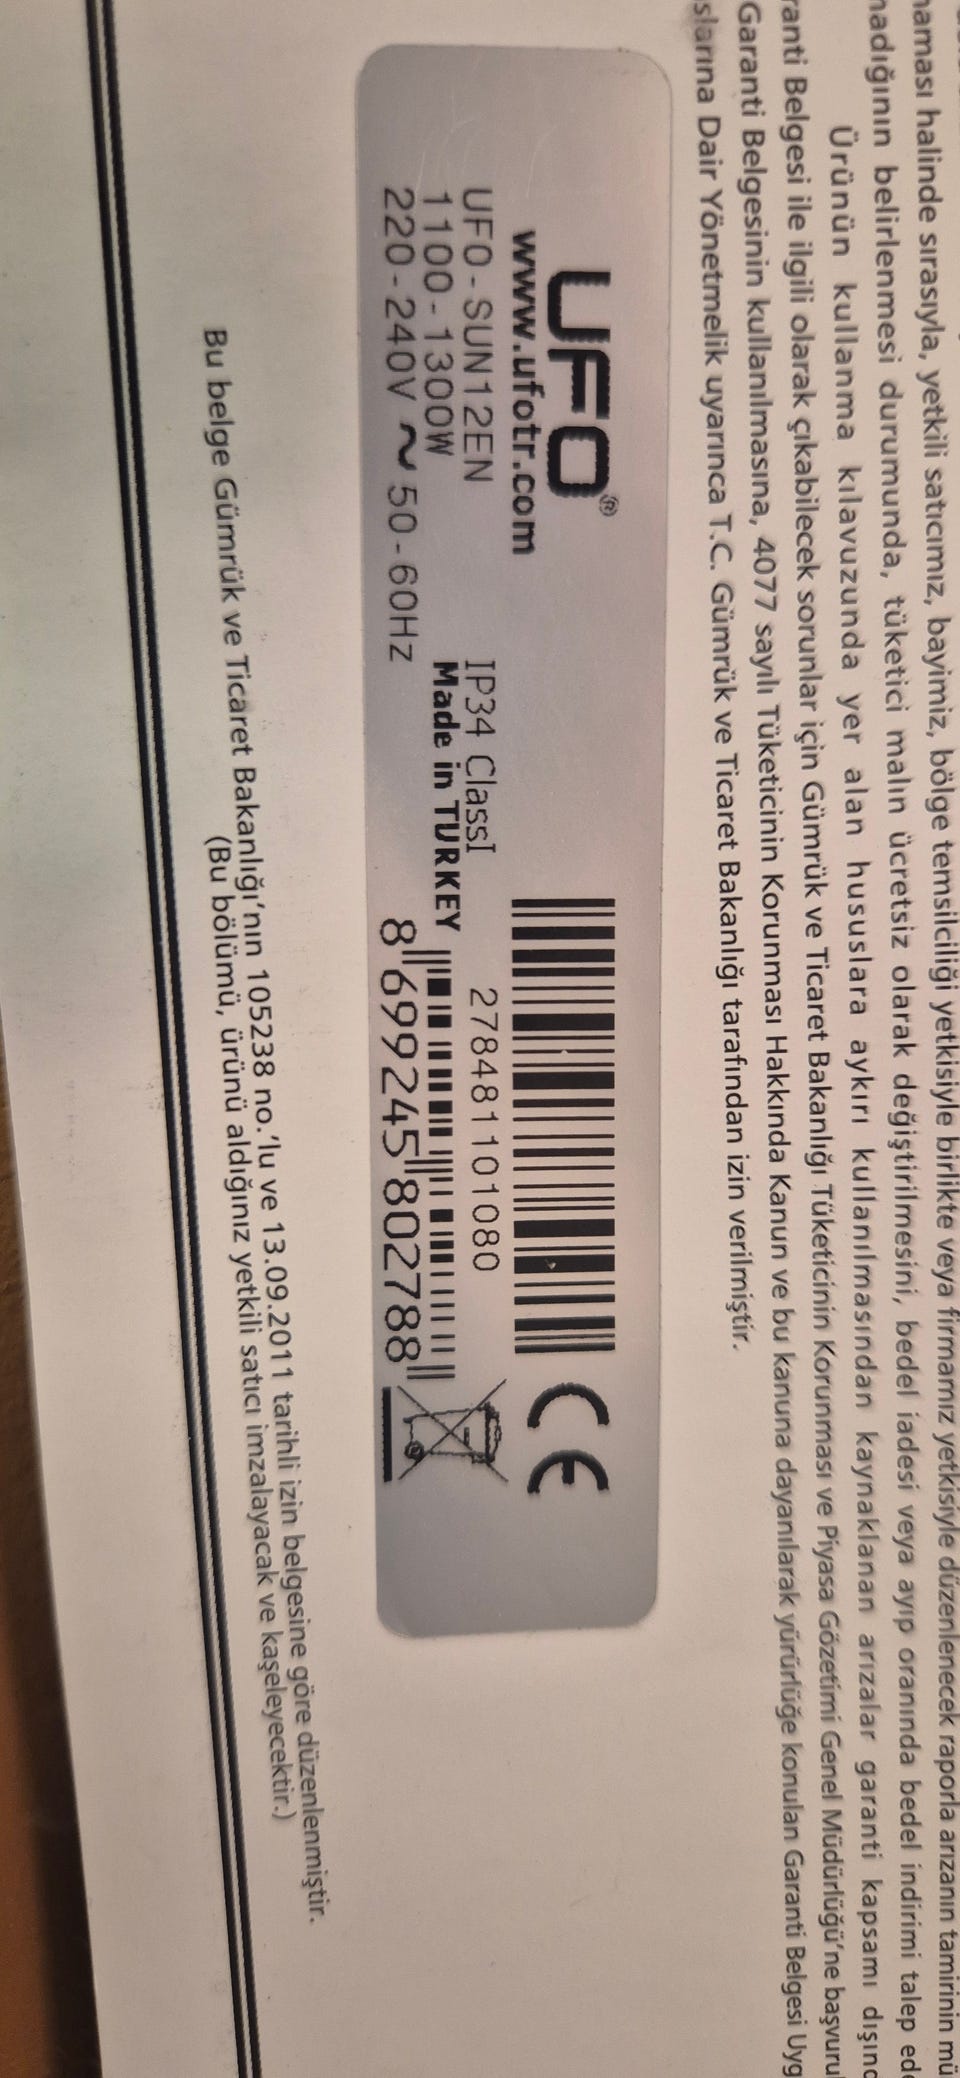 aması halinde sırasıyla, yetkili satıcımız, bayimiz, bölge temsilciliği yetkisiyle birlikte veya firmamız yetkisiyle düzenlenecek raporla arızanın tamirinin mü
adığının belirlenmesi durumunda, tüketici malın ücretsiz olarak değiştirilmesini, bedel iadesi veya ayıp oranında bedel indirimi talep ede
Ürünün kullanma kılavuzunda yer alan hususlara aykırı kullanılmasından kaynaklanan arızalar garanti kapsamı dışınd
ranti Belgesi ile ilgili olarak çıkabilecek sorunlar için Gümrük ve Ticaret Bakanlığı Tüketicinin Korunması ve Piyasa Gözetimi Genel Müdürlüğü'ne başvurul
Garanti Belgesinin kullanılmasına, 4077 sayılı Tüketicinin Korunması Hakkında Kanun ve bu kanuna dayanılarak yürürlüğe konulan Garanti Belgesi Uyg
slarına Dair Yönetmelik uyarınca T.C. Gümrük ve Ticaret Bakanlığı tarafından izin verilmiştir.
UFO®
www.ufotr.com
CE
UFO-SUN12EN IP34 ClassI 2784811O1080
1100-1300W Made in TURKEY
220-240V ~ 50-60Hz 8 699245 802788
Bu belge Gümrük ve Ticaret Bakanlığı'nın 105238 no.'lu ve 13.09.2011 tarihli izin belgesine göre düzenlenmiştir.
(Bu bölümü, ürünü aldığınız yetkili satıcı imzalayacak ve kaşeleyecektir.)